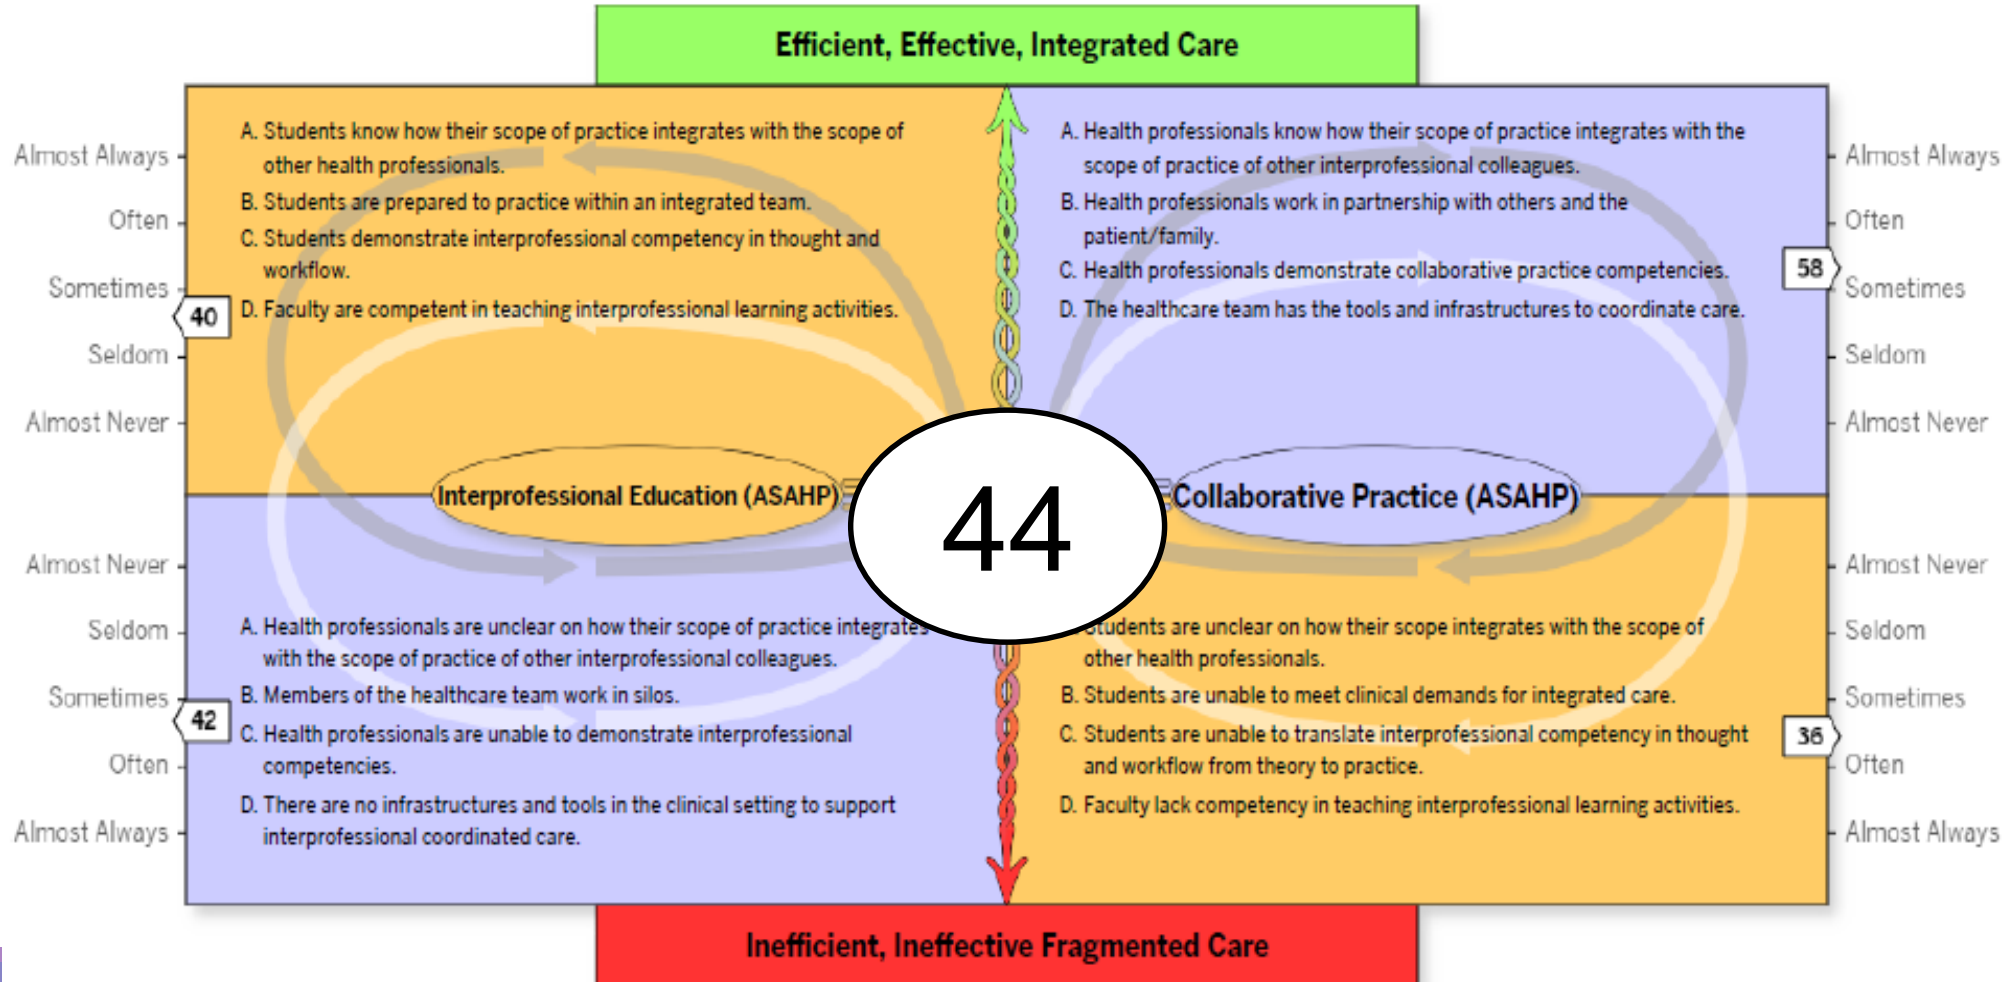 Efficient, Effective, Integrated Care
Almost Always
Often
Sometimes
40
Seldom
Almost Never
A. Students know how their scope of practice integrates with the scope of
other health professionals.
B. Students are prepared to practice within an integrated team.
C. Students demonstrate interprofessional competency in thought and
workflow.
D. Faculty are competent in teaching interprofessional learning activities.
A. Health professionals know how their scope of practice integrates with the
scope of practice of other interprofessional colleagues.
B. Health professionals work in partnership with others and the
patient/family.
C. Health professionals demonstrate collaborative practice competencies.
D. The healthcare team has the tools and infrastructures to coordinate care.
Almost Always
Often
58
Sometimes
Seldom
Almost Never
Interprofessional Education (ASAHP)
44
Collaborative Practice (ASAHP)
Almost Never
Seldom
Sometimes
42
Often
Almost Always
A. Health professionals are unclear on how their scope of practice integrates
with the scope of practice of other interprofessional colleagues.
B. Members of the healthcare team work in silos.
C. Health professionals are unable to demonstrate interprofessional
competencies.
D. There are no infrastructures and tools in the clinical setting to support
interprofessional coordinated care.
Students are unclear on how their scope integrates with the scope of
other health professionals.
B. Students are unable to meet clinical demands for integrated care.
C. Students are unable to translate interprofessional competency in thought
and workflow from theory to practice.
D. Faculty lack competency in teaching interprofessional learning activities.
Almost Never
Seldom
Sometimes
36
Often
Almost Always
Inefficient, Ineffective Fragmented Care